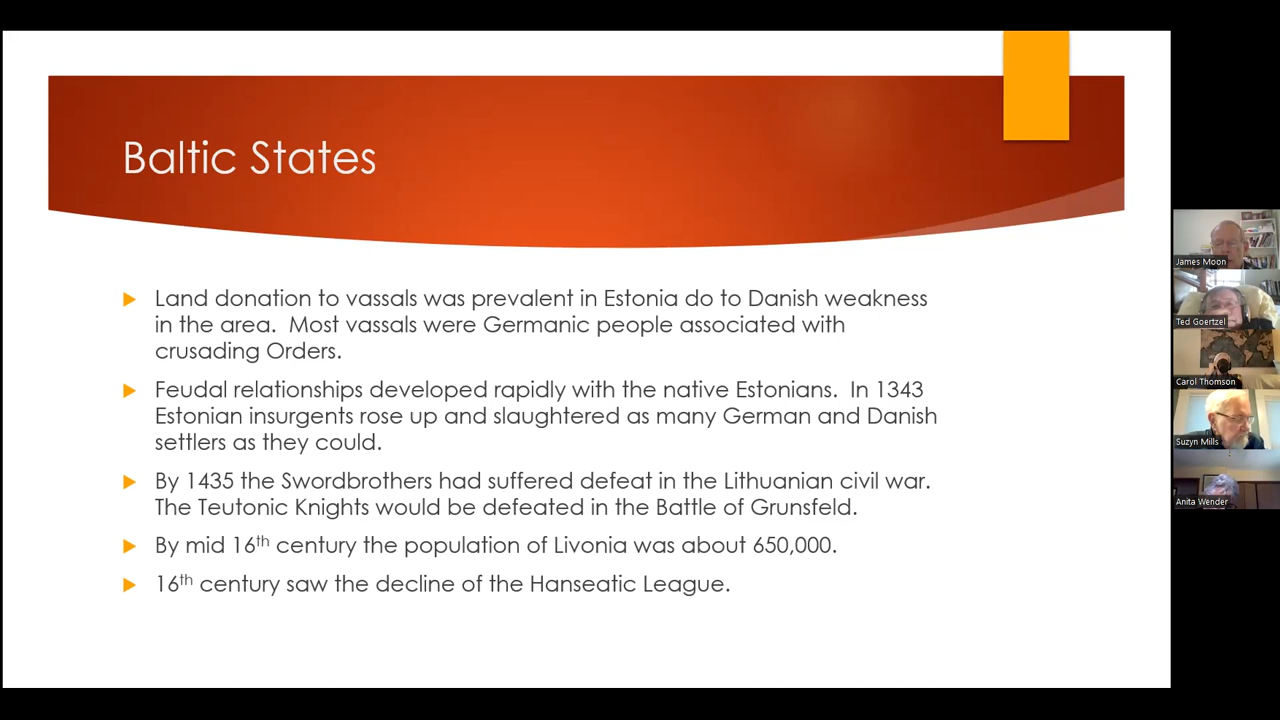 Baltic States
Land donation to vassals was prevalent in Estonia do to Danish weakness
in the area. Most vassals were Germanic people associated with
crusading Orders.
Feudal relationships developed rapidly with the native Estonians. In 1343
Estonian insurgents rose up and slaughtered as many German and Danish
settlers as they could.
By 1435 the Swordbrothers had suffered defeat in the Lithuanian civil war.
The Teutonic Knights would be defeated in the Battle of Grunsfeld.
By mid 16th century the population of Livonia was about 650,000.
16th century saw the decline of the Hanseatic League.
James Moon
Ted Goertzel
Carol Thomson
Suzyn Mills
Anita Wender